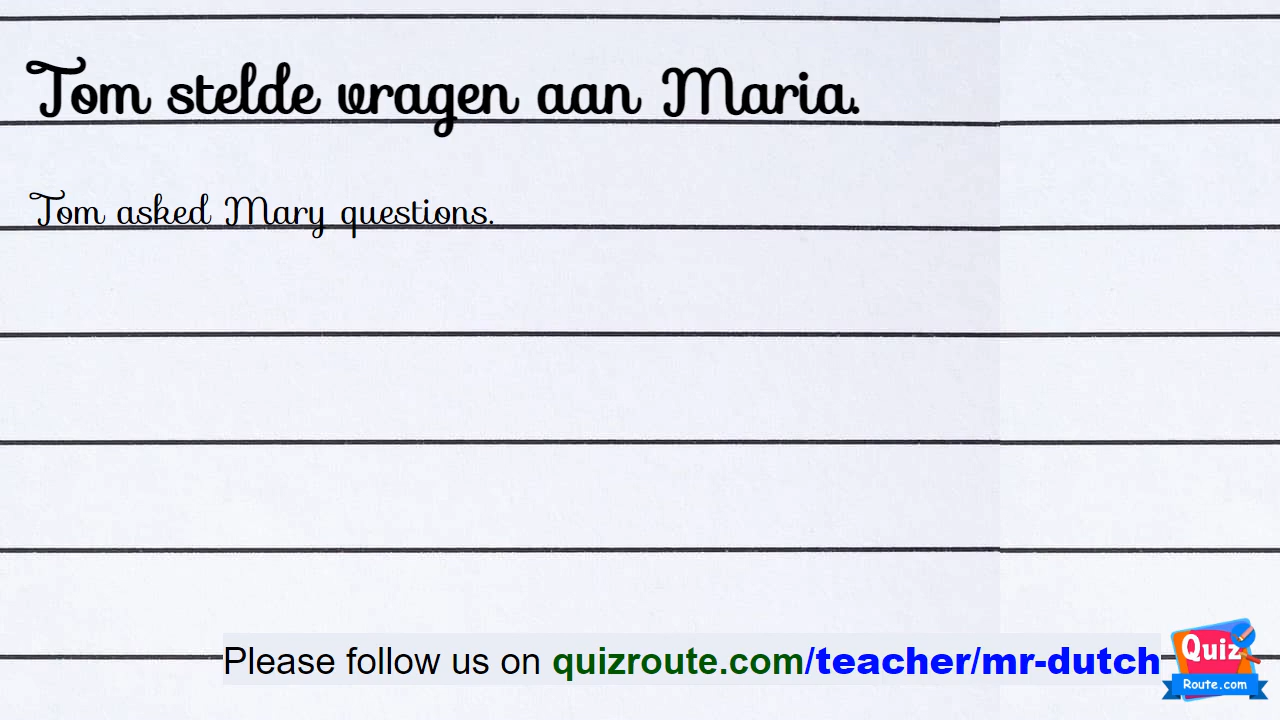 Tom stelde vragen aan Maria.
Tom asked Mary questions.
Please follow us on quizroute.com/teacher/mr-dutch
Quiz
Route.com